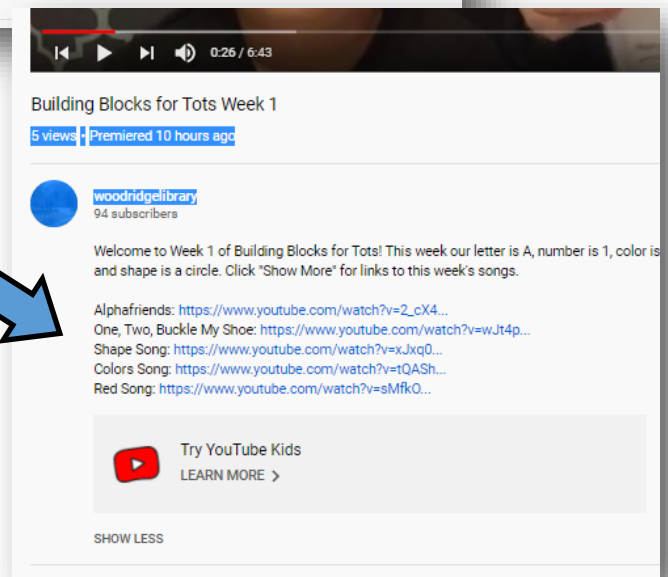 0:26 / 6:43
Building Blocks for Tots Week 1
5 views • Premiered 10 hours ago
woodridgelibrary
94 subscribers
Welcome to Week 1 of Building Blocks for Tots! This week our letter is A, number is 1, color is
and shape is a circle. Click "Show More" for links to this week's songs.
Alphafriends: https://www.youtube.com/watch?v=2_cX4...
One, Two, Buckle My Shoe: https://www.youtube.com/watch?v=wJt4p...
Shape Song: https://www.youtube.com/watch?v=xJxq0...
Colors Song: https://www.youtube.com/watch?v=tQASh...
Red Song: https://www.youtube.com/watch?v=sMfkO...
Try YouTube Kids
LEARN MORE
SHOW LESS